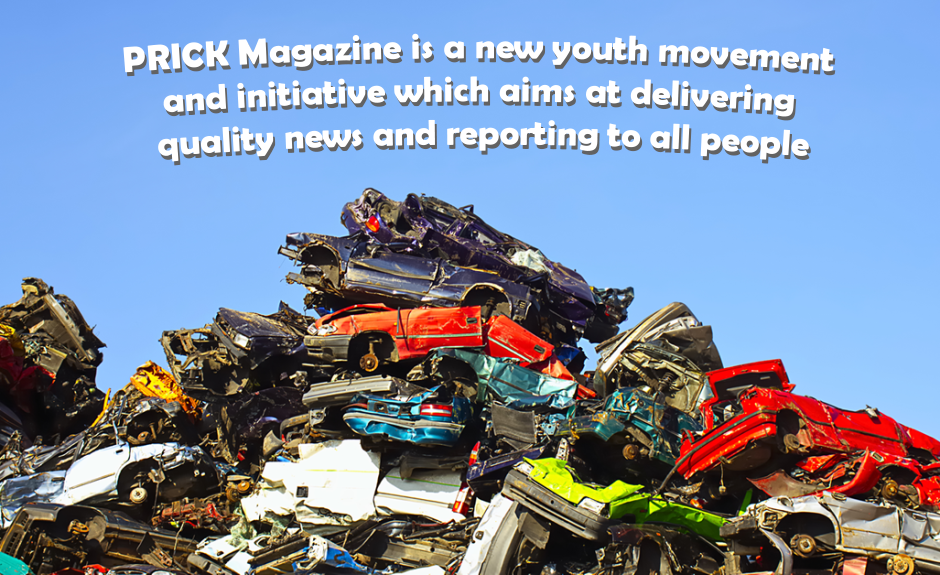 PRICK Magazine is a new youth movement
and initiative which aims at delivering
quality news and reporting to all people